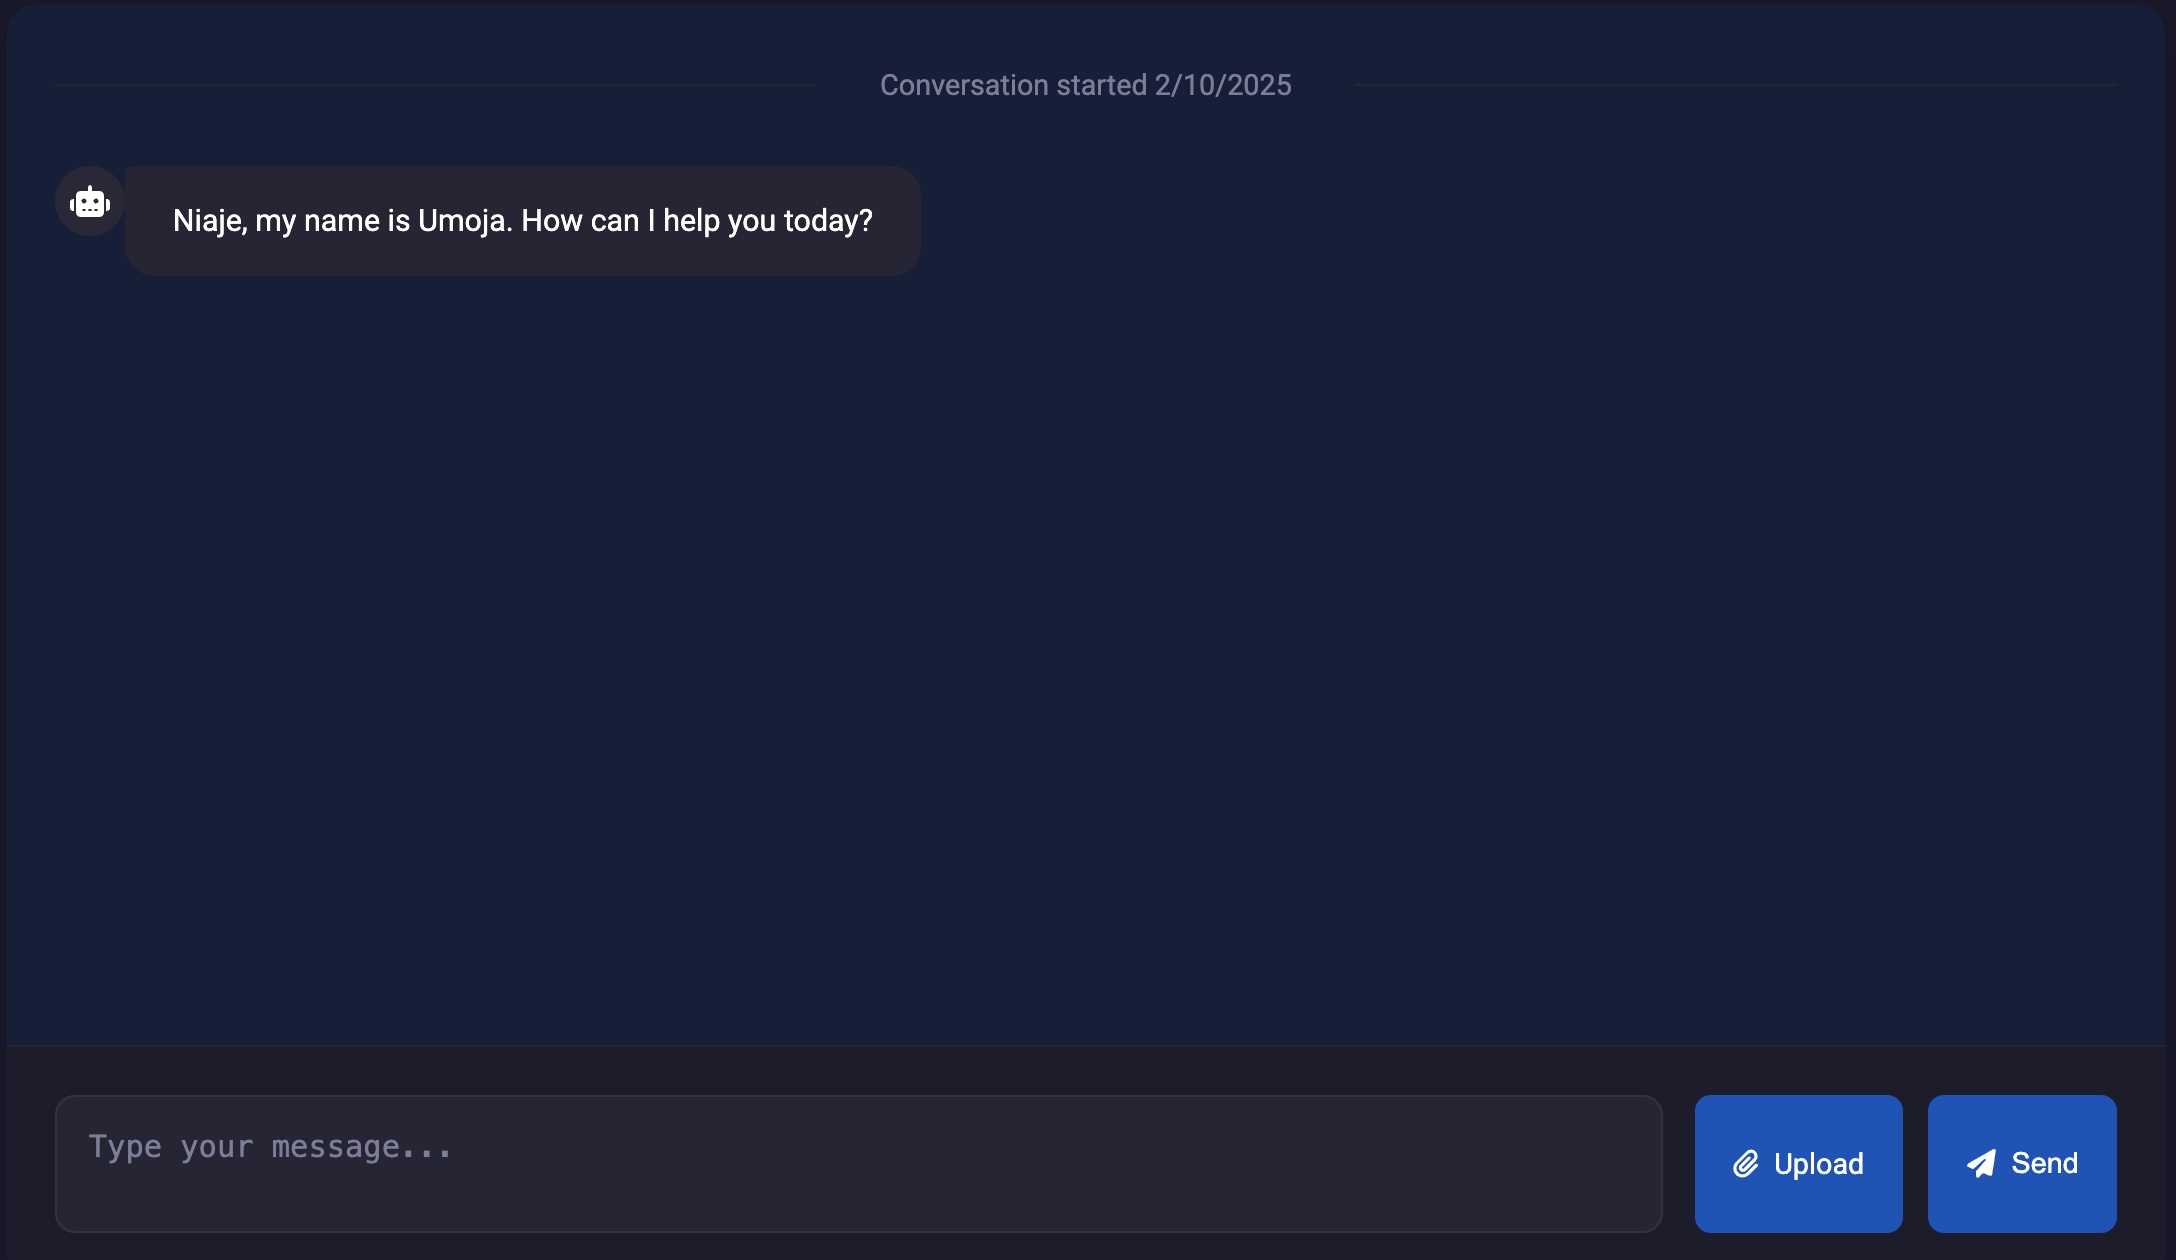 Conversation started 2/10/2025
Niaje, my name is Umoja. How can I help you today?
Type your message...
Upload
Send